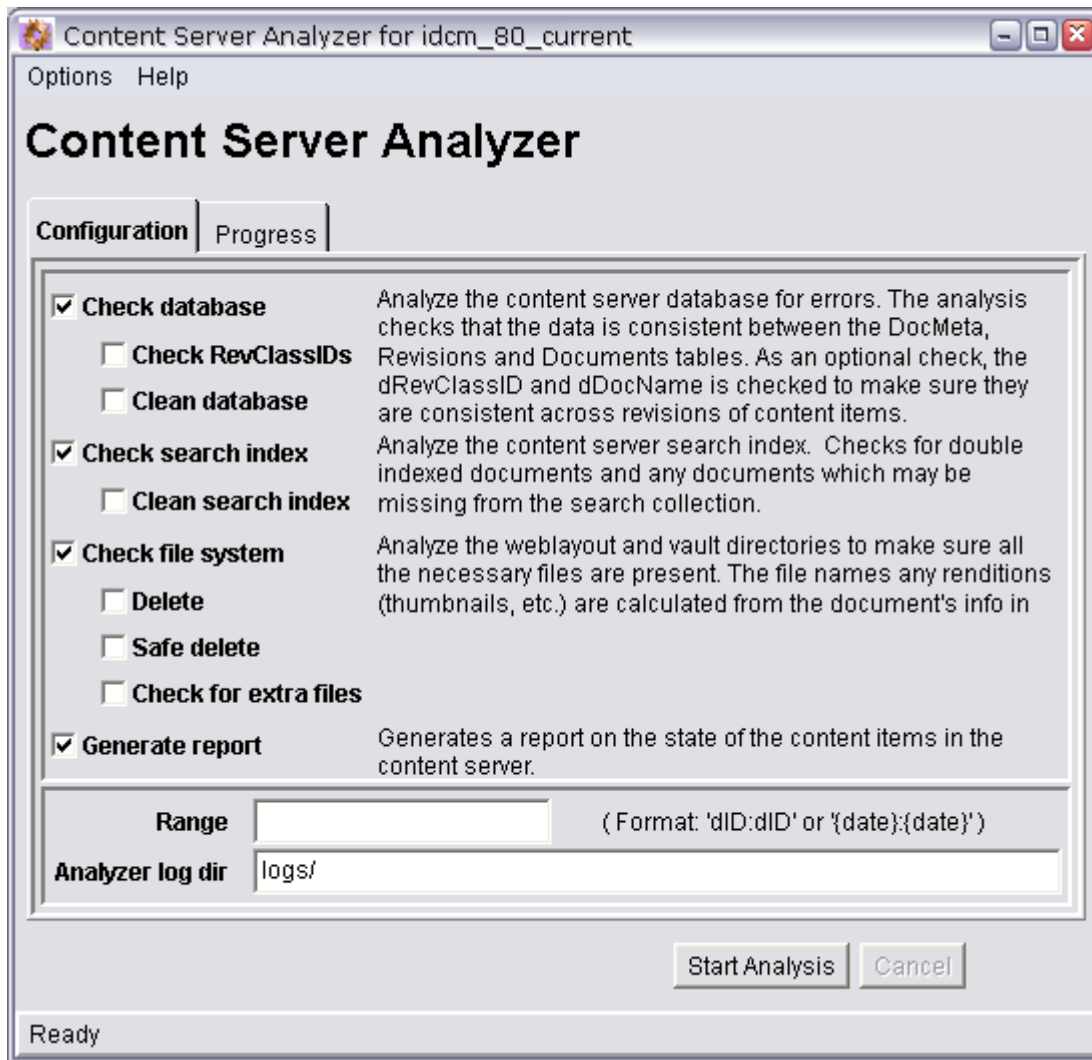 Content Server Analyzer for idcm_80_current
Options Help
Content Server Analyzer
Configuration Progress
Check database
Analyze the content server database for errors. The analysis
checks that the data is consistent between the DocMeta,
Revisions and Documents tables. As an optional check, the
dRevClassID and dDocName is checked to make sure they
are consistent across revisions of content items.
Check RevClassIDs
Clean database
Check search index
Analyze the content server search index.  Checks for double
indexed documents and any documents which may be
missing from the search collection.
Clean search index
Check file system
Analyze the weblayout and vault directories to make sure all
the necessary files are present. The file names any renditions
(thumbnails, etc.) are calculated from the document's info in
Delete
Safe delete
Check for extra files
Generate report
Generates a report on the state of the content items in the
content server.
Range ( Format: 'dID:dID' or '{date}:{date}' )
Analyzer log dir logs/
Start Analysis Cancel
Ready